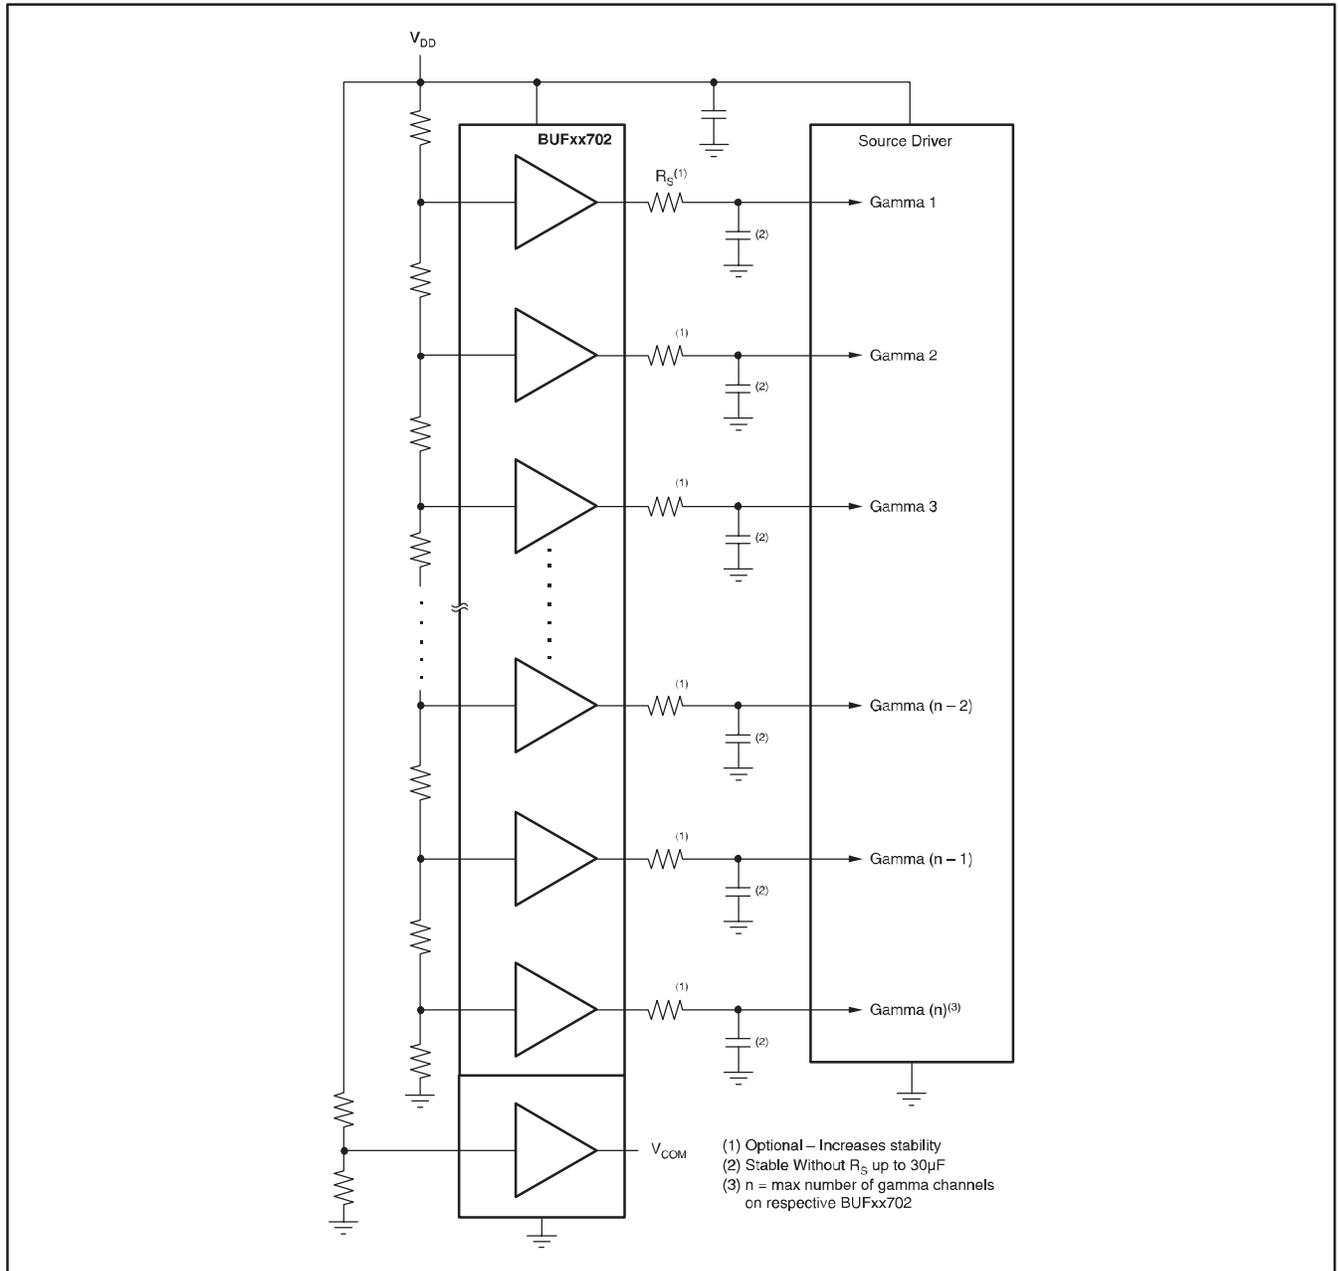 V_DD
BUFxx702
Source Driver
R_S(1)
Gamma 1
(2)
(1)
Gamma 2
(2)
(1)
Gamma 3
(2)
(1)
Gamma (n – 2)
(2)
(1)
Gamma (n – 1)
(2)
(1)
Gamma (n)(3)
(2)
V_COM
(1) Optional – Increases stability
(2) Stable Without R_S up to 30µF
(3) n = max number of gamma channels
on respective BUFxx702